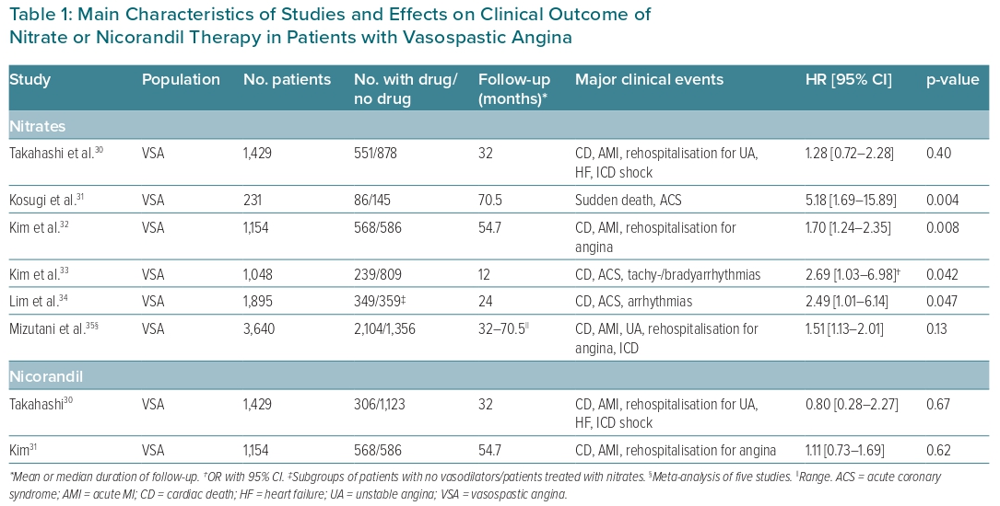 Table 1: Main Characteristics of Studies and Effects on Clinical Outcome of
Nitrate or Nicorandil Therapy in Patients with Vasospastic Angina
Study Population No. patients No. with drug/ Follow-up Major clinical events HR [95% CI] p-value
no drug (months)*
Nitrates
Takahashi et al.³⁰ VSA 1,429 551/878 32 CD, AMI, rehospitalisation for UA, 1.28 [0.72–2.28] 0.40
HF, ICD shock
Kosugi et al.³¹ VSA 231 86/145 70.5 Sudden death, ACS 5.18 [1.69–15.89] 0.004
Kim et al.³² VSA 1,154 568/586 54.7 CD, AMI, rehospitalisation for 1.70 [1.24–2.35] 0.008
angina
Kim et al.³³ VSA 1,048 239/809 12 CD, ACS, tachy-/bradyarrhythmias 2.69 [1.03–6.98]† 0.042
Lim et al.³⁴ VSA 1,895 349/359‡ 24 CD, ACS, arrhythmias 2.49 [1.01–6.14] 0.047
Mizutani et al.³⁵§ VSA 3,640 2,104/1,356 32–70.5‖ CD, AMI, UA, rehospitalisation for 1.51 [1.13–2.01] 0.13
angina, ICD
Nicorandil
Takahashi³⁰ VSA 1,429 306/1,123 32 CD, AMI, rehospitalisation for UA, 0.80 [0.28–2.27] 0.67
HF, ICD shock
Kim³¹ VSA 1,154 568/586 54.7 CD, AMI, rehospitalisation for angina 1.11 [0.73–1.69] 0.62
*Mean or median duration of follow-up. †OR with 95% CI. ‡Subgroups of patients with no vasodilators/patients treated with nitrates. §Meta-analysis of five studies. ‖Range. ACS = acute coronary
syndrome; AMI = acute MI; CD = cardiac death; HF = heart failure; UA = unstable angina; VSA = vasospastic angina.